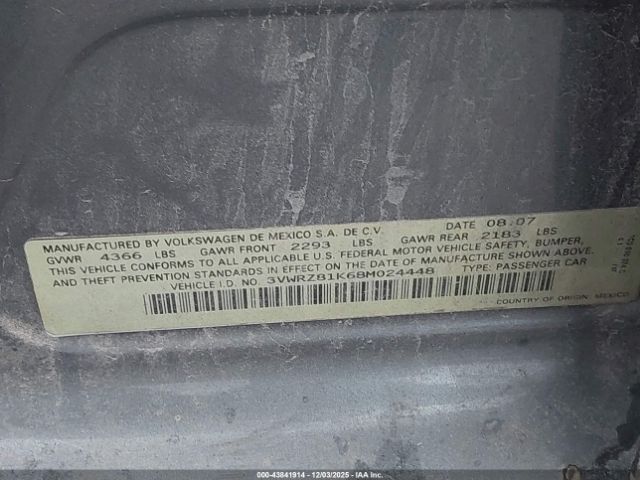 MANUFACTURED BY VOLKSWAGEN DE MEXICO S.A. DE C.V. DATE 08.07
GVWR 4366 LBS GAWR FRONT 2293 LBS GAWR REAR 2183 LBS
THIS VEHICLE CONFORMS TO ALL APPLICABLE U.S. FEDERAL MOTOR VEHICLE SAFETY, BUMPER,
AND THEFT PREVENTION STANDARDS IN EFFECT ON THE DATE OF MANUFACTURE SHOWN ABOVE.
VEHICLE I.D. NO. 3VWRZ81K68M024448 TYPE: PASSENGER CAR
COUNTRY OF ORIGIN: MEXICO
000-43841914 - 12/03/2025 - IAA Copart